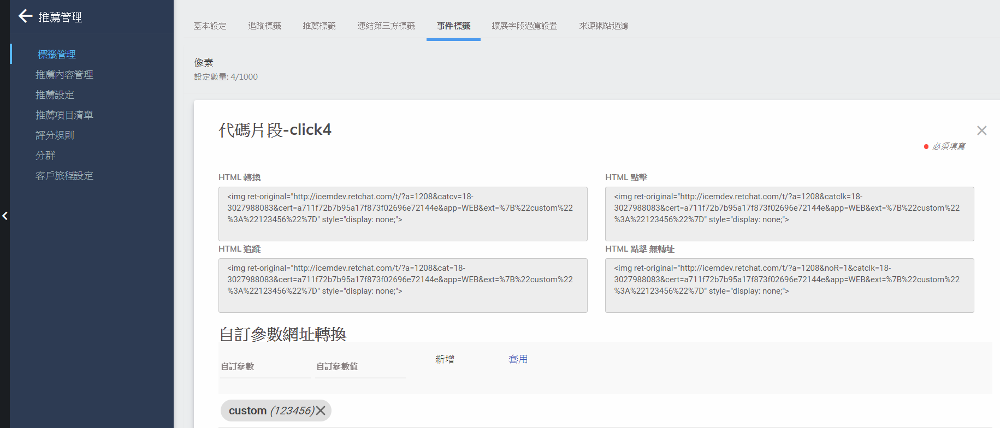 推薦管理
標籤管理
推薦內容管理
推薦設定
推薦項目清單
評分規則
分群
客戶旅程設定
基本設定 追蹤標籤 推薦標籤 連結第三方標籤 事件標籤 擴展字段過濾設置 來源網站過濾
像素
設定數量: 4/1000
代碼片段-click4
必須填寫
HTML 轉換
<img ret-original="http://icemdev.retchat.com/t/?a=1208&catcv=18-
3027988083&cert=a711f72b7b95a17f873f02696e72144e&app=WEB&ext=%7B%22custom%22
%3A%22123456%22%7D" style="display: none;">
HTML 點擊
<img ret-original="http://icemdev.retchat.com/t/?a=1208&catclk=18-
3027988083&cert=a711f72b7b95a17f873f02696e72144e&app=WEB&ext=%7B%22custom%22
%3A%22123456%22%7D" style="display: none;">
HTML 追蹤
<img ret-original="http://icemdev.retchat.com/t/?a=1208&cat=18-
3027988083&cert=a711f72b7b95a17f873f02696e72144e&app=WEB&ext=%7B%22custom%22
%3A%22123456%22%7D" style="display: none;">
HTML 點擊 無轉址
<img ret-original="http://icemdev.retchat.com/t/?a=1208&noR=1&catclk=18-
3027988083&cert=a711f72b7b95a17f873f02696e72144e&app=WEB&ext=%7B%22custom%22
%3A%22123456%22%7D" style="display: none;">
自訂參數網址轉換
自訂參數 自訂參數值 新增 套用
custom (123456)